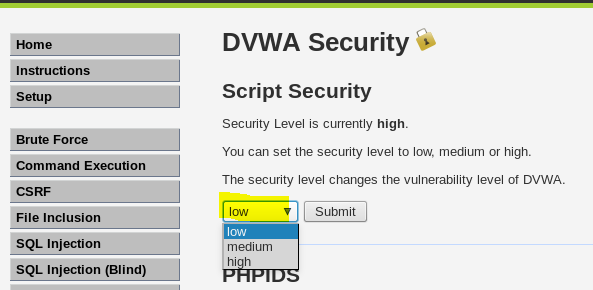 Home
Instructions
Setup
Brute Force
Command Execution
CSRF
File Inclusion
SQL Injection
SQL Injection (Blind)
DVWA Security
Script Security
Security Level is currently high.
You can set the security level to low, medium or high.
The security level changes the vulnerability level of DVWA.
low
Submit
low
medium
high
PHPIDS